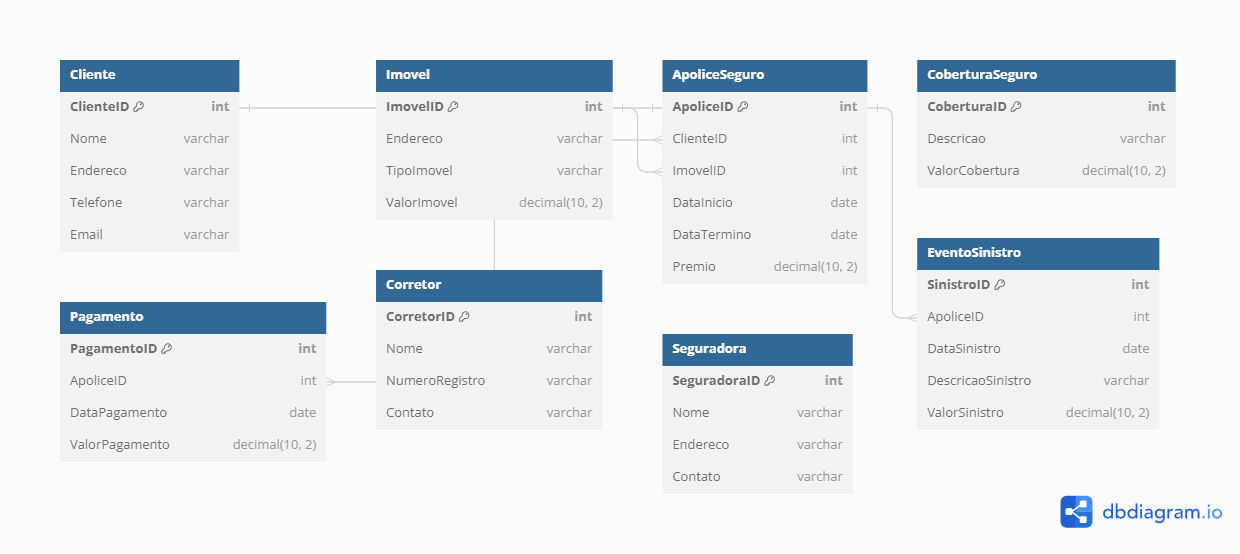 Cliente
ClienteID int
Nome varchar
Endereco varchar
Telefone varchar
Email varchar
Imovel
ImovelID int
Endereco varchar
TipoImovel varchar
ValorImovel decimal(10, 2)
ApoliceSeguro
ApoliceID int
ClienteID int
ImovelID int
DataInicio date
DataTermino date
Premio decimal(10, 2)
CoberturaSeguro
CoberturaID int
Descricao varchar
ValorCobertura decimal(10, 2)
Pagamento
PagamentoID int
ApoliceID int
DataPagamento date
ValorPagamento decimal(10, 2)
Corretor
CorretorID int
Nome varchar
NumeroRegistro varchar
Contato varchar
Seguradora
SeguradoraID int
Nome varchar
Endereco varchar
Contato varchar
EventoSinistro
SinistroID int
ApoliceID int
DataSinistro date
DescricaoSinistro varchar
ValorSinistro decimal(10, 2)
dbdiagram.io